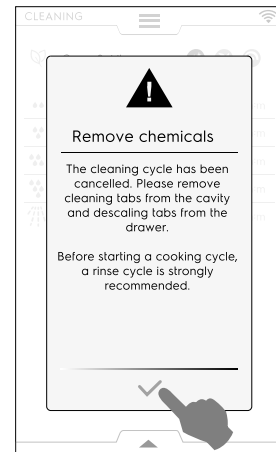 CLEANING
Remove chemicals
The cleaning cycle has been
cancelled. Please remove
cleaning tabs from the cavity
and descaling tabs from the
drawer.
Before starting a cooking cycle,
a rinse cycle is strongly
recommended.